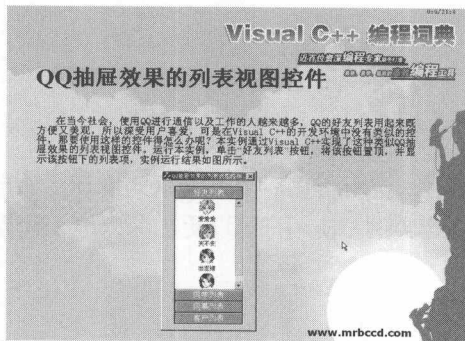 Visual C++ 编程词典
QQ抽屉效果的列表视图控件
在当今社会，使用QQ进行通信以及工作的人越来越多，QQ的好友列表用起来既
方便又美观，所以深受用户喜爱，可是在Visual C++的开发环境中没有类似的控
件，那要使用这样的控件得怎么办呢？本实例通过Visual C++实现了这种类似QQ抽
屉效果的列表视图控件，运行本实例，单击“好友列表”按钮，将该按钮置顶，并显
示该按钮下的列表项，实例运行结果如图所示。
www.mrbccd.com